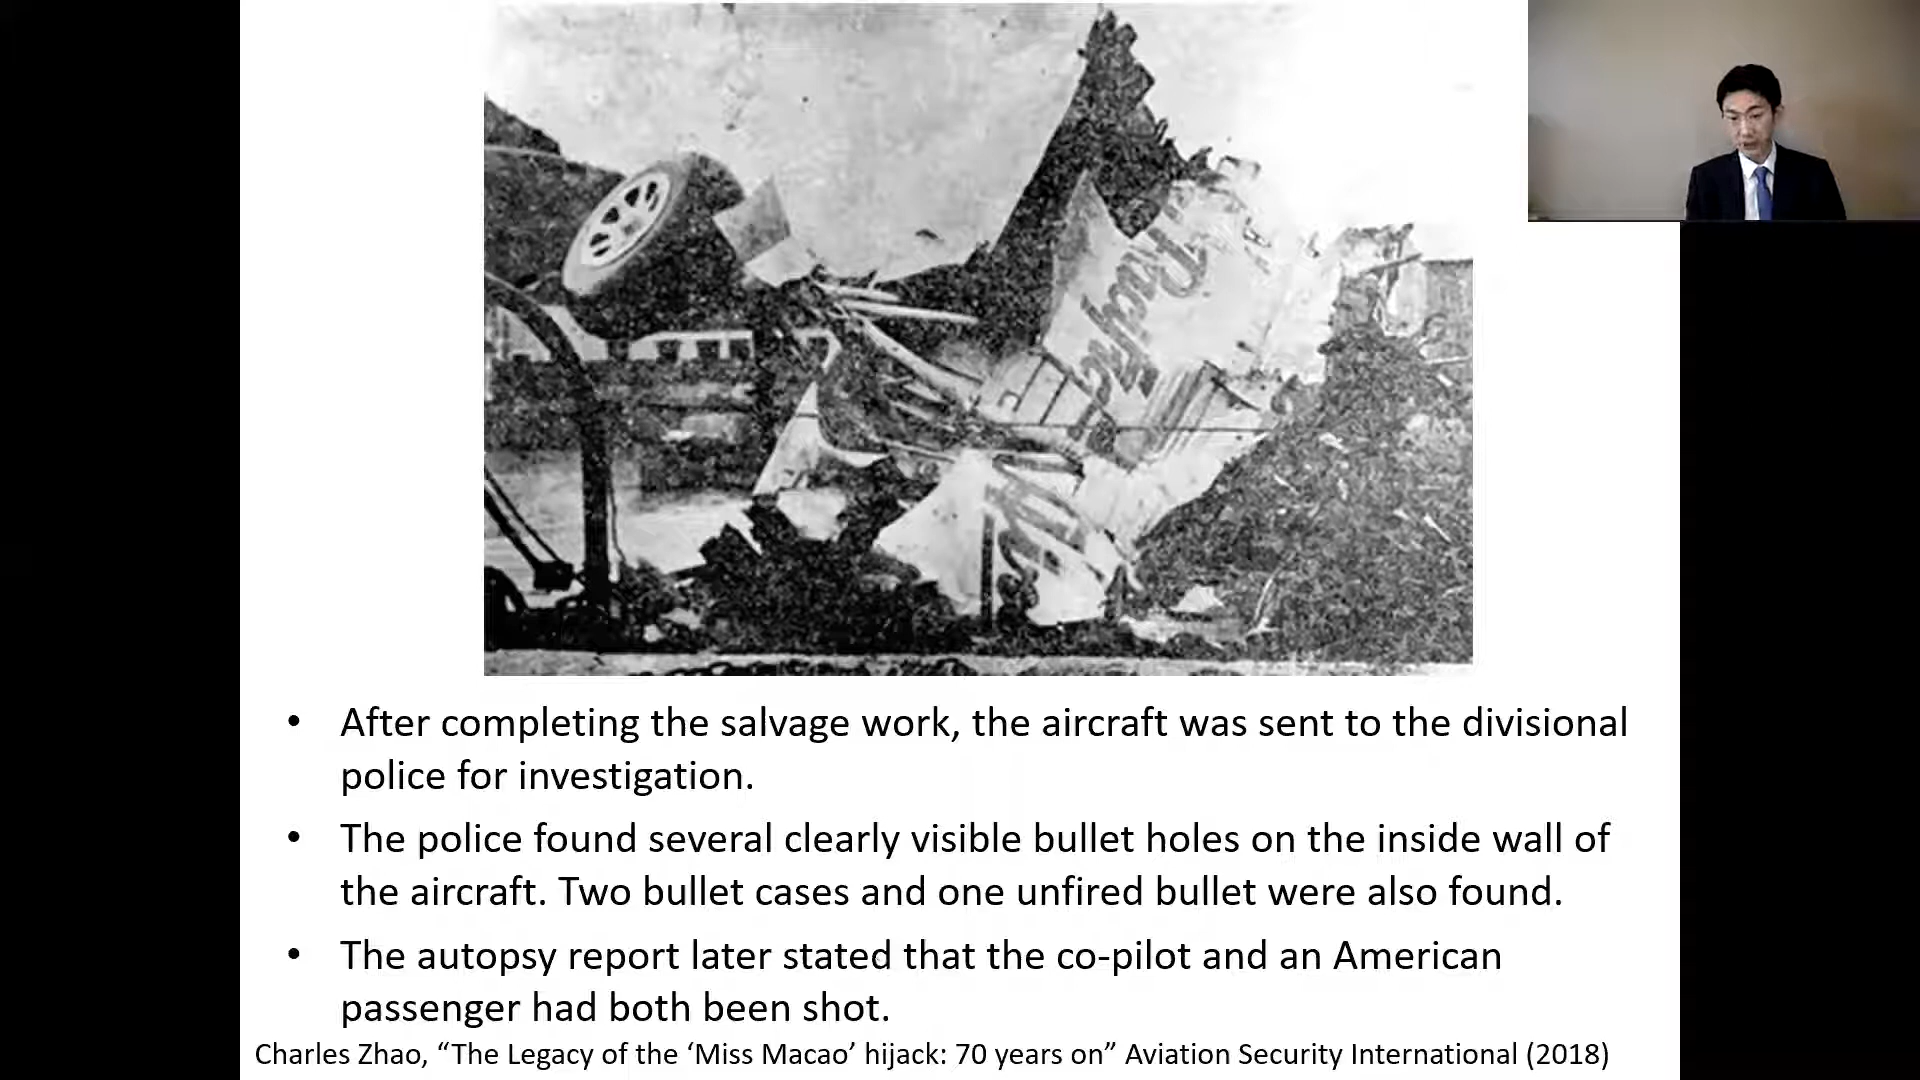 After completing the salvage work, the aircraft was sent to the divisional
police for investigation.
The police found several clearly visible bullet holes on the inside wall of
the aircraft. Two bullet cases and one unfired bullet were also found.
The autopsy report later stated that the co-pilot and an American
passenger had both been shot.
Charles Zhao, “The Legacy of the ‘Miss Macao’ hijack: 70 years on” Aviation Security International (2018)